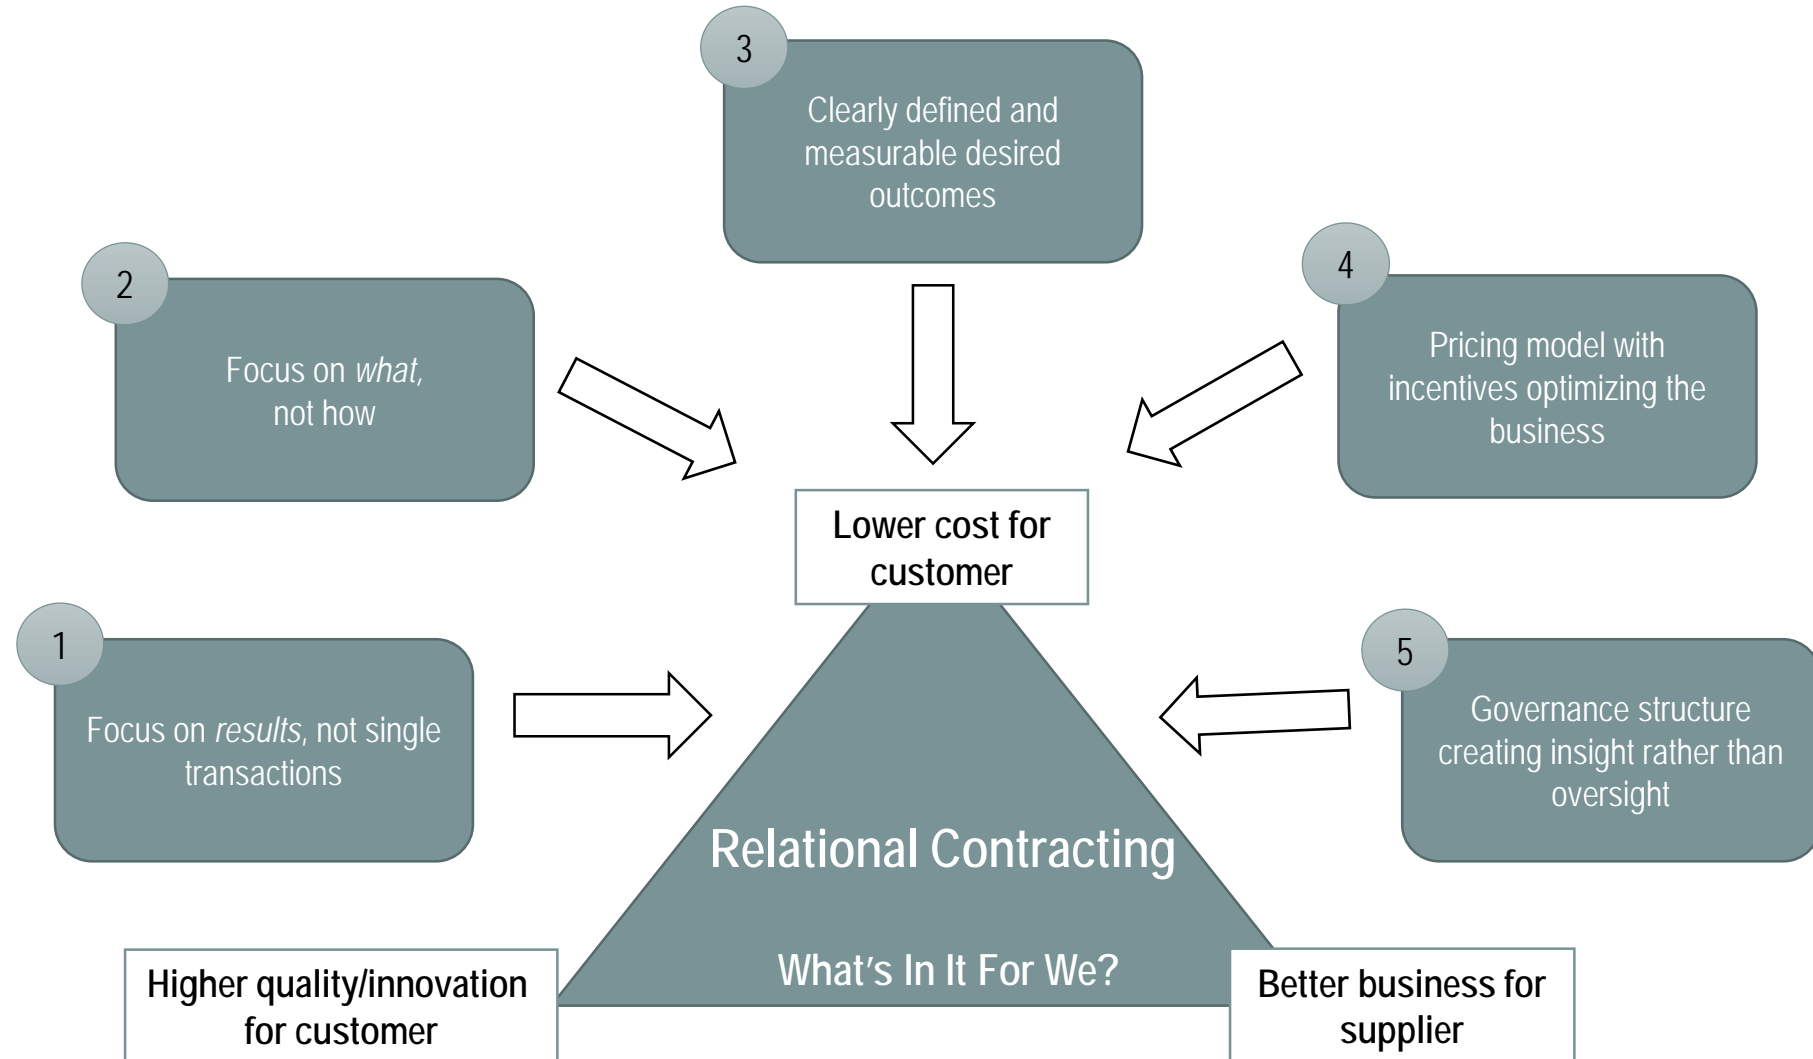 1
Focus on results, not single
transactions
2
Focus on what,
not how
3
Clearly defined and
measurable desired
outcomes
4
Pricing model with
incentives optimizing the
business
5
Governance structure
creating insight rather than
oversight
Lower cost for
customer
Relational Contracting
What's In It For We?
Higher quality/innovation
for customer
Better business for
supplier